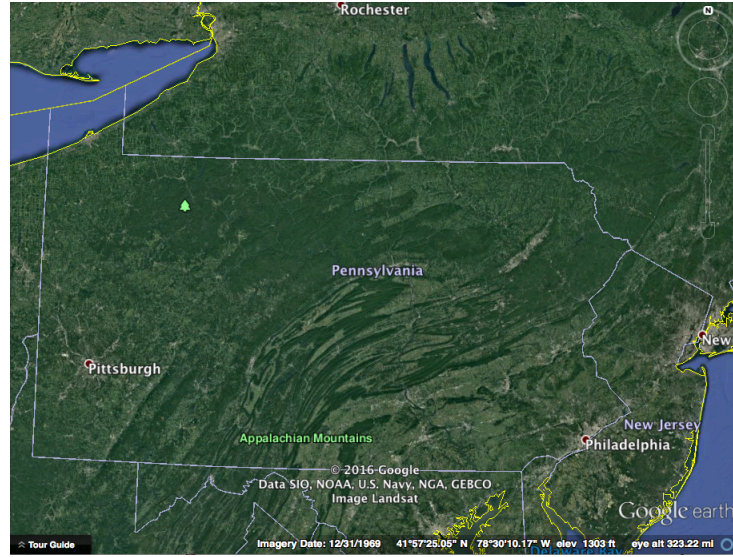 Rochester
N
Pennsylvania
Pittsburgh
New
New Jersey
Appalachian Mountains
Philadelphia
© 2016 Google
Data SIO, NOAA, U.S. Navy, NGA, GEBCO
Image Landsat
Google earth
Delaware Bay
Tour Guide
Imagery Date: 12/31/1969 41°57'25.05" N 78°30'10.17" W elev 1303 ft eye alt 323.22 mi